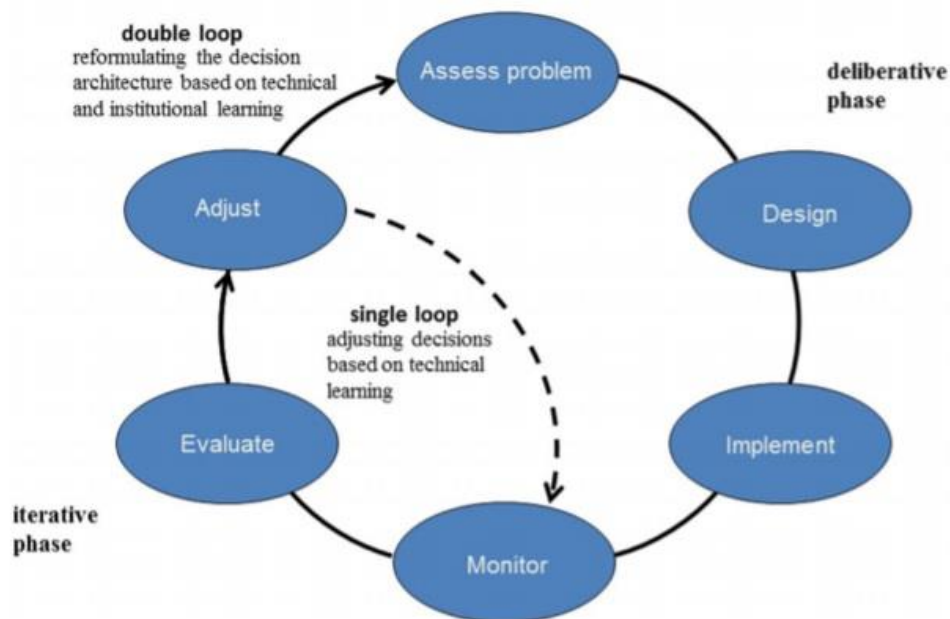 double loop
reformulating the decision
architecture based on technical
and institutional learning
Assess problem
deliberative
phase
Adjust
Design
single loop
adjusting decisions
based on technical
learning
Evaluate
Implement
iterative
phase
Monitor